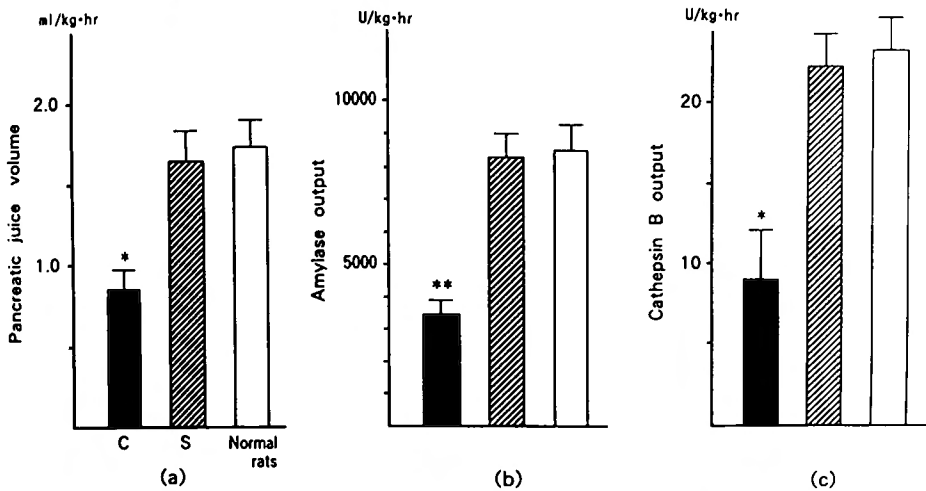 ml/kg•hr
Pancreatic juice volume
2.0
1.0
*
C
S
Normal rats
(a)
U/kg•hr
Amylase output
10000
5000
**
(b)
U/kg•hr
Cathepsin B output
20
10
*
(c)